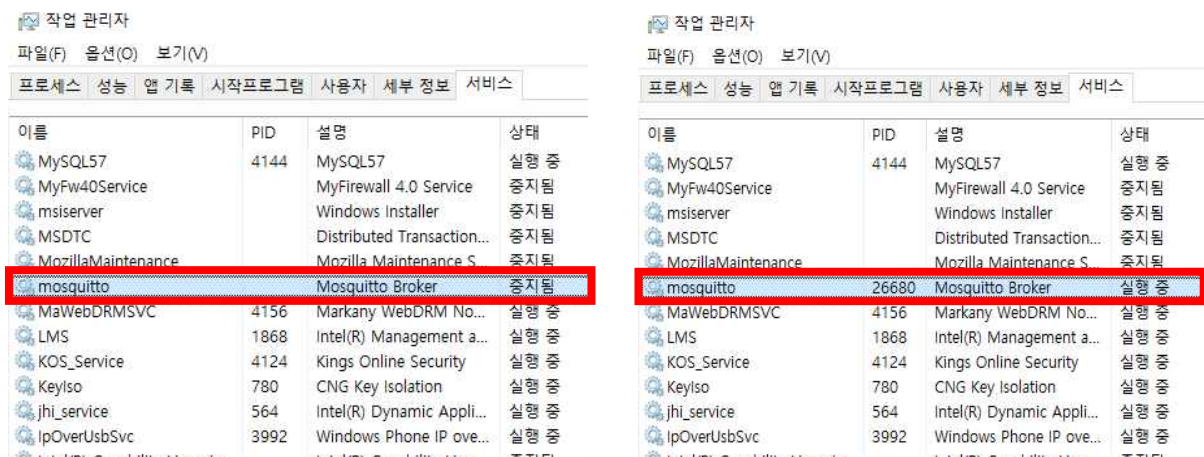 작업 관리자
파일(F) 옵션(O) 보기(V)
프로세스 성능 앱 기록 시작프로그램 사용자 세부 정보 서비스
이름 PID 설명 상태
MySQL57 4144 MySQL57 실행 중
MyFw40Service MyFirewall 4.0 Service 중지됨
msiserver Windows Installer 중지됨
MSDTC Distributed Transaction... 중지됨
MozillaMaintenance Mozilla Maintenance S... 중지됨
mosquitto Mosquitto Broker 중지됨
MaWebDRMSVC 4156 Markany WebDRM No... 실행 중
LMS 1868 Intel(R) Management a... 실행 중
KOS_Service 4124 Kings Online Security 실행 중
KeyIso 780 CNG Key Isolation 실행 중
jhi_service 564 Intel(R) Dynamic Appli... 실행 중
IpOverUsbSvc 3992 Windows Phone IP ove... 실행 중
작업 관리자
파일(F) 옵션(O) 보기(V)
프로세스 성능 앱 기록 시작프로그램 사용자 세부 정보 서비스
이름 PID 설명 상태
MySQL57 4144 MySQL57 실행 중
MyFw40Service MyFirewall 4.0 Service 중지됨
msiserver Windows Installer 중지됨
MSDTC Distributed Transaction... 중지됨
MozillaMaintenance Mozilla Maintenance S... 중지됨
mosquitto 26680 Mosquitto Broker 실행 중
MaWebDRMSVC 4156 Markany WebDRM No... 실행 중
LMS 1868 Intel(R) Management a... 실행 중
KOS_Service 4124 Kings Online Security 실행 중
KeyIso 780 CNG Key Isolation 실행 중
jhi_service 564 Intel(R) Dynamic Appli... 실행 중
IpOverUsbSvc 3992 Windows Phone IP ove... 실행 중